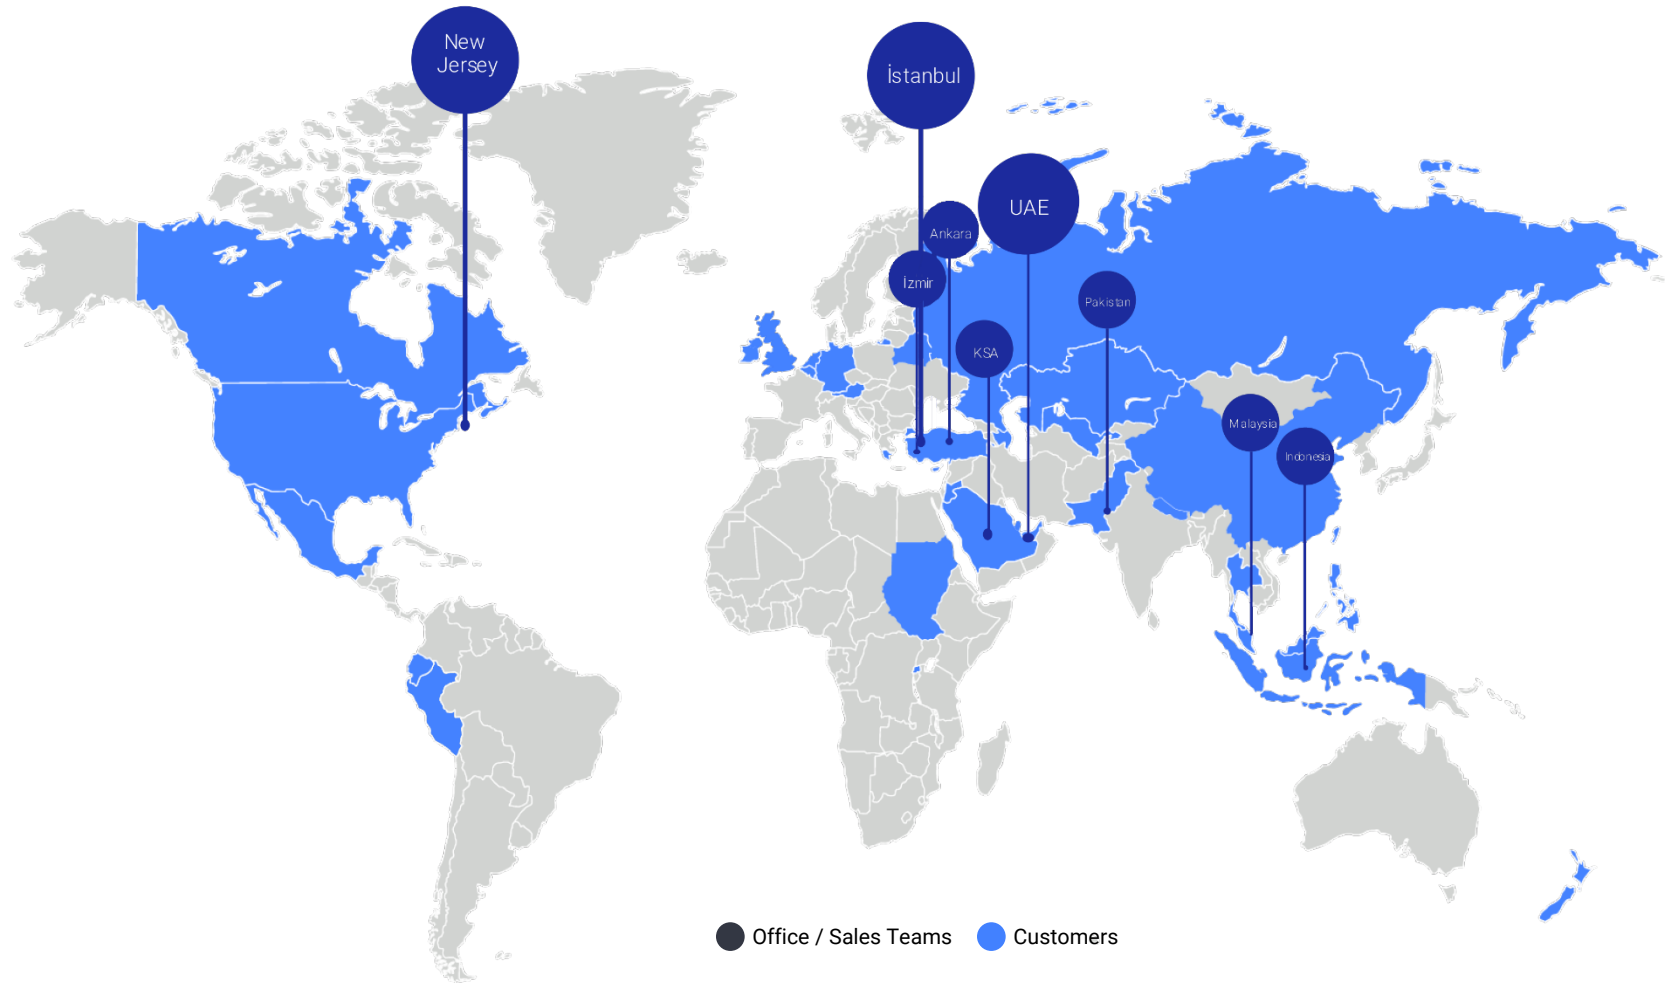 New
Jersey
İstanbul
UAE
Ankara
İzmir
Pakistan
KSA
Malaysia
Indonesia
Office / Sales Teams
Customers